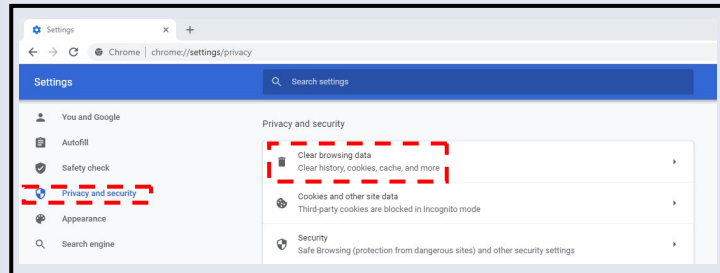 Settings
Chrome | chrome://settings/privacy
Settings
Search settings
You and Google
Autofill
Safety check
Privacy and security
Appearance
Search engine
Privacy and security
Clear browsing data
Clear history, cookies, cache, and more
Cookies and other site data
Third-party cookies are blocked in Incognito mode
Security
Safe Browsing (protection from dangerous sites) and other security settings